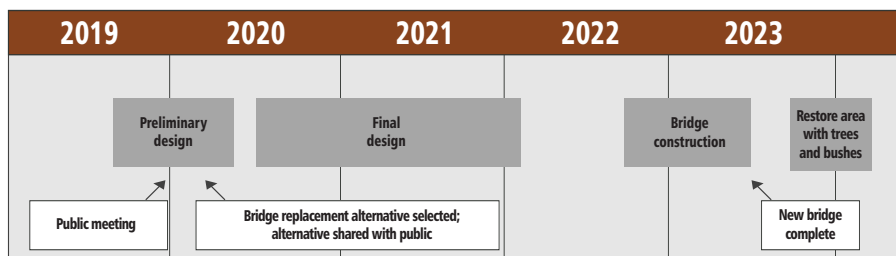 2019 2020 2021 2022 2023
Preliminary
design
Final
design
Bridge
construction
Restore area
with trees
and bushes
Public meeting
Bridge replacement alternative selected;
alternative shared with public
New bridge
complete